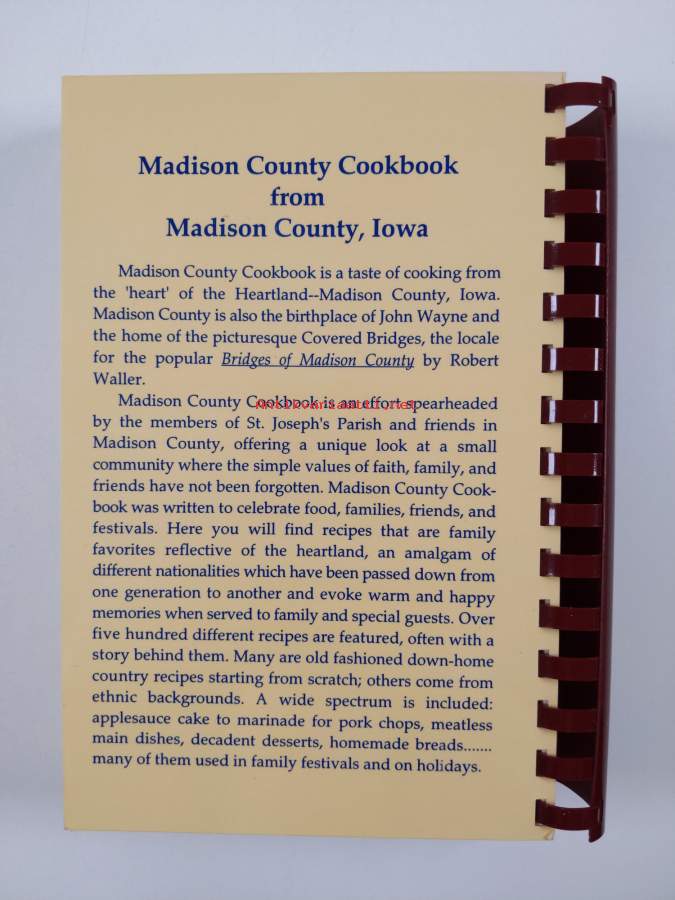 Madison County Cookbook
from
Madison County, Iowa
Madison County Cookbook is a taste of cooking from
the 'heart' of the Heartland--Madison County, Iowa.
Madison County is also the birthplace of John Wayne and
the home of the picturesque Covered Bridges, the locale
for the popular Bridges of Madison County by Robert
Waller.
Madison County Cookbook is an effort spearheaded
by the members of St. Joseph's Parish and friends in
Madison County, offering a unique look at a small
community where the simple values of faith, family, and
friends have not been forgotten. Madison County Cook-
book was written to celebrate food, families, friends, and
festivals. Here you will find recipes that are family
favorites reflective of the heartland, an amalgam of
different nationalities which have been passed down from
one generation to another and evoke warm and happy
memories when served to family and special guests. Over
five hundred different recipes are featured, often with a
story behind them. Many are old fashioned down-home
country recipes starting from scratch; others come from
ethnic backgrounds. A wide spectrum is included:
applesauce cake to marinade for pork chops, meatless
main dishes, decadent desserts, homemade breads.......
many of them used in family festivals and on holidays.